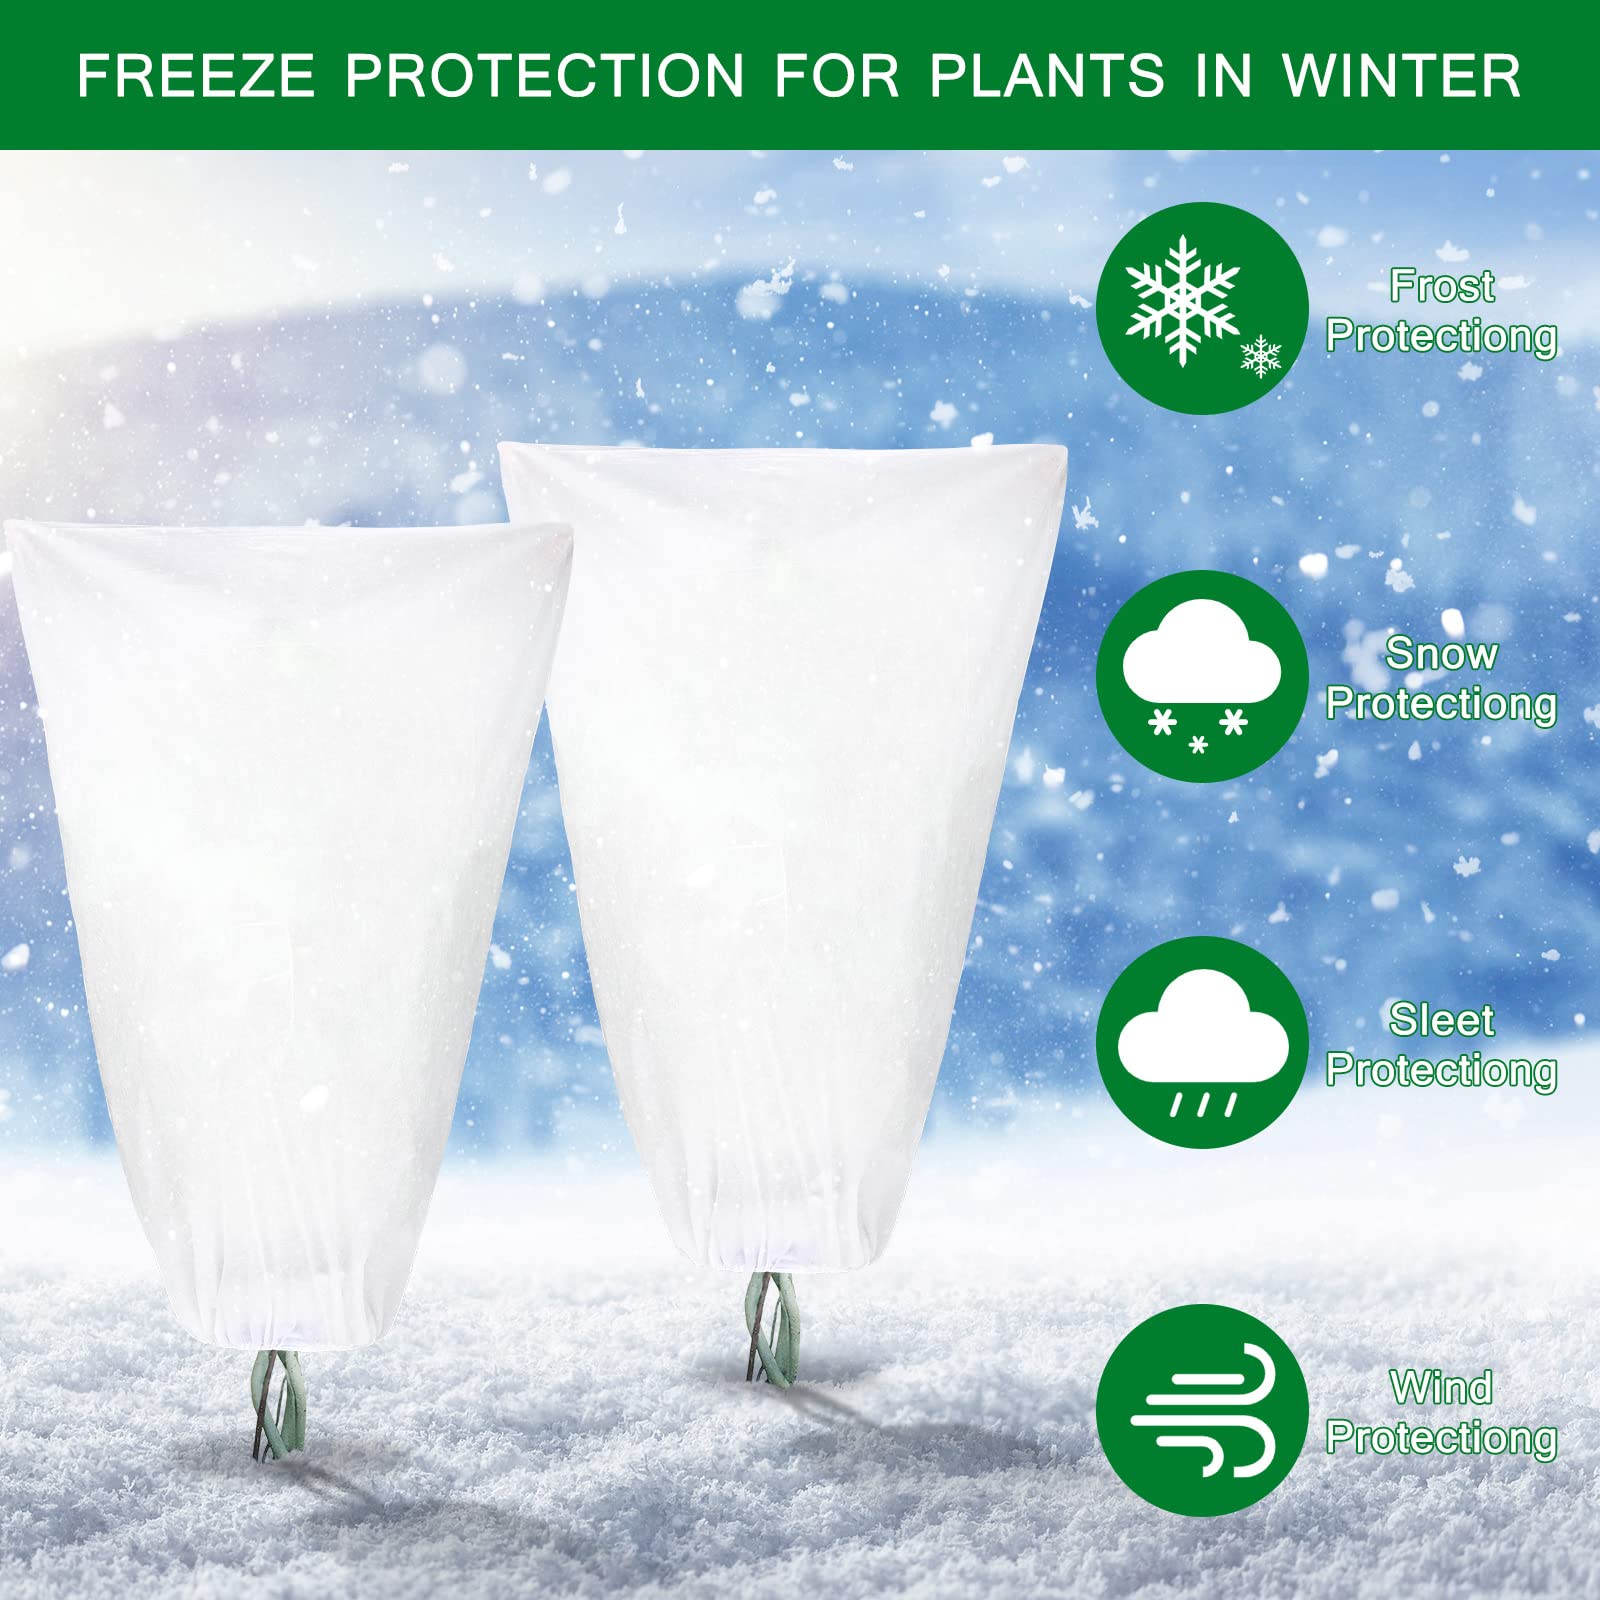 FREEZE PROTECTION FOR PLANTS IN WINTER
Frost
Protectiong
Snow
Protectiong
Sleet
Protectiong
Wind
Protectiong